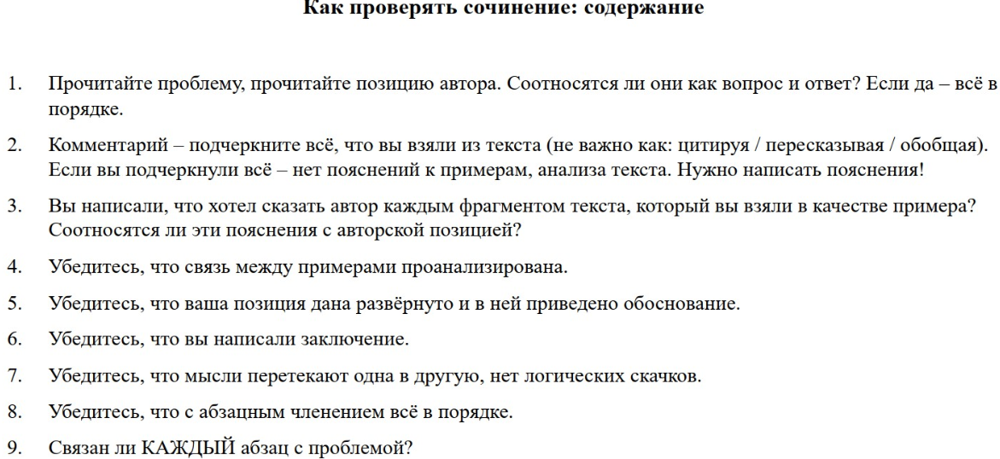 Как проверять сочинение: содержание
1. Прочитайте проблему, прочитайте позицию автора. Соотносятся ли они как вопрос и ответ? Если да – всё в
порядке.
2. Комментарий – подчеркните всё, что вы взяли из текста (не важно как: цитируя / пересказывая / обобщая).
Если вы подчеркнули всё – нет пояснений к примерам, анализа текста. Нужно написать пояснения!
3. Вы написали, что хотел сказать автор каждым фрагментом текста, который вы взяли в качестве примера?
Соотносятся ли эти пояснения с авторской позицией?
4. Убедитесь, что связь между примерами проанализирована.
5. Убедитесь, что ваша позиция дана развёрнуто и в ней приведено обоснование.
6. Убедитесь, что вы написали заключение.
7. Убедитесь, что мысли перетекают одна в другую, нет логических скачков.
8. Убедитесь, что с абзацным членением всё в порядке.
9. Связан ли КАЖДЫЙ абзац с проблемой?